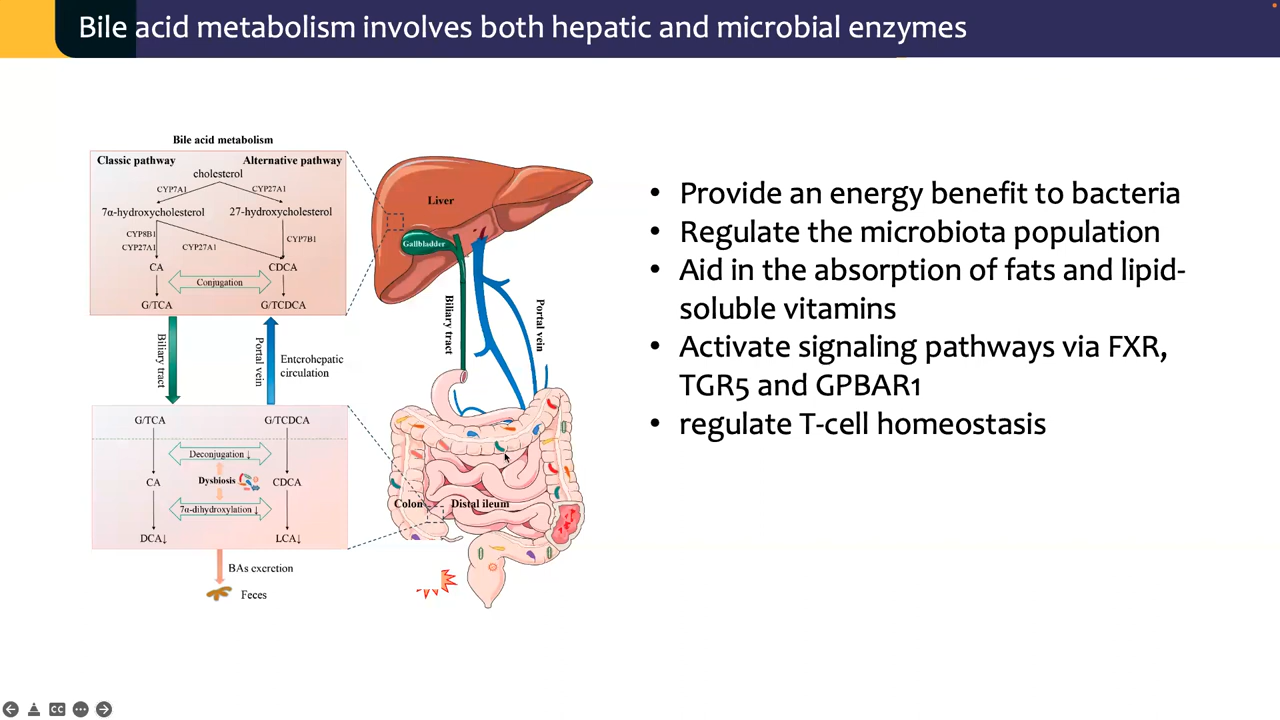 Bile acid metabolism involves both hepatic and microbial enzymes
Bile acid metabolism
Classic pathway
Alternative pathway
cholesterol
CYP7A1
CYP27A1
7α-hydroxycholesterol
27-hydroxycholesterol
CYP8B1
CYP27A1
CYP27A1
CYP7B1
CA
CDCA
Conjugation
G/TCA
G/TCDCA
Biliary tract
Portal vein
Enterohepatic
circulation
G/TCA
G/TCDCA
Deconjugation ↓
CA
Dysbiosis
CDCA
7α-dihydroxylation ↓
DCA↓
LCA↓
BAs excretion
Feces
Liver
Gallbladder
Biliary tract
Portal vein
Colon
Distal ileum
• Provide an energy benefit to bacteria
• Regulate the microbiota population
• Aid in the absorption of fats and lipid-
soluble vitamins
• Activate signaling pathways via FXR,
TGR5 and GPBAR1
• regulate T-cell homeostasis
CC